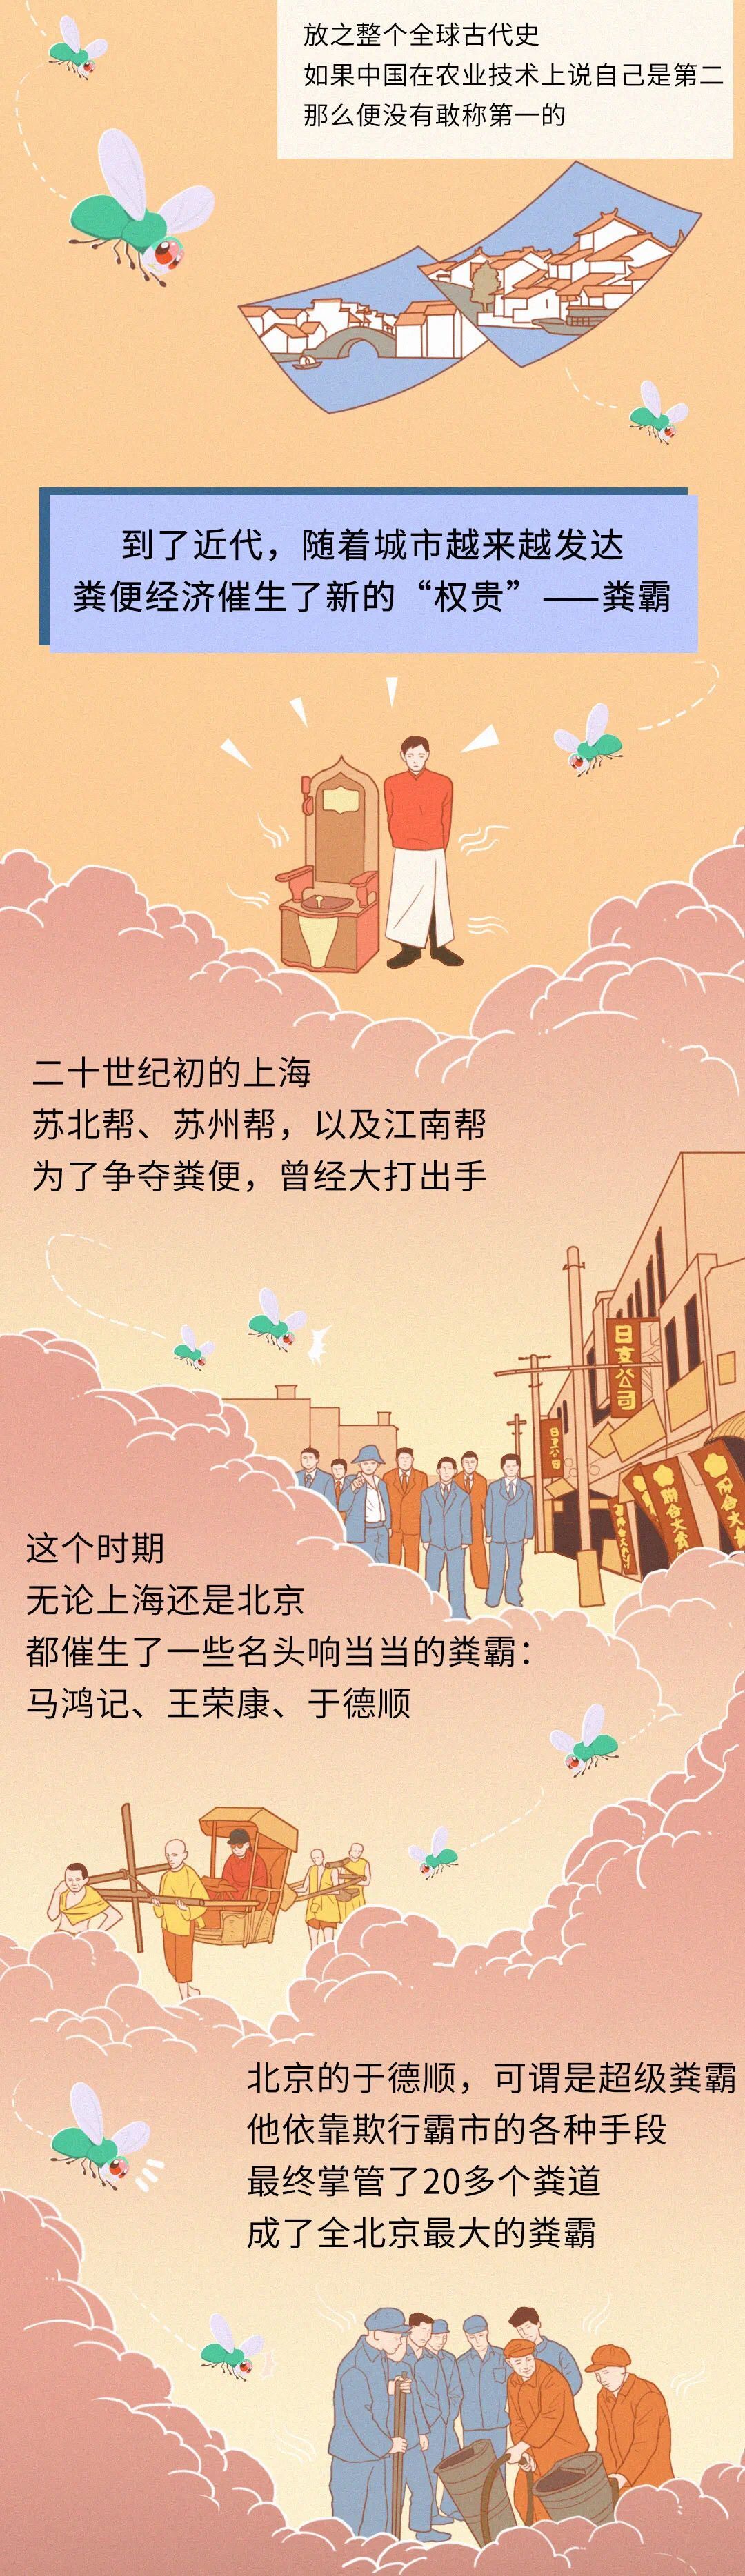 放之整个全球古代史
如果中国在农业技术上说自己是第二
那么便没有敢称第一的
到了近代，随着城市越来越发达
粪便经济催生了新的“权贵”——粪霸
二十世纪初的上海
苏北帮、苏州帮，以及江南帮
为了争夺粪便，曾经大打出手
公司
这个时期
无论上海还是北京
都催生了一些名头响当当的粪霸：
马鸿记、王荣康、于德顺
北京的于德顺，可谓是超级粪霸
他依靠欺行霸市的各种手段
最终掌管了20多个粪道
成了全北京最大的粪霸